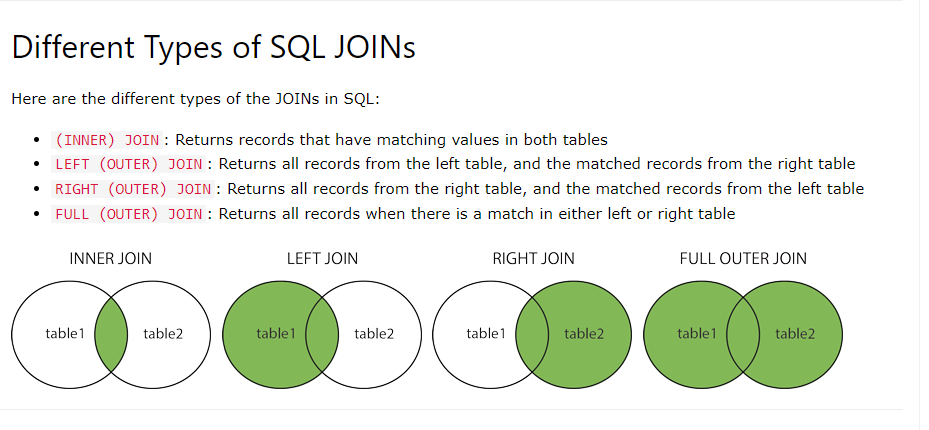 Different Types of SQL JOINs
Here are the different types of the JOINs in SQL:
(INNER) JOIN: Returns records that have matching values in both tables
LEFT (OUTER) JOIN: Returns all records from the left table, and the matched records from the right table
RIGHT (OUTER) JOIN: Returns all records from the right table, and the matched records from the left table
FULL (OUTER) JOIN: Returns all records when there is a match in either left or right table
INNER JOIN LEFT JOIN RIGHT JOIN FULL OUTER JOIN
table1 table2 table1 table2 table1 table2 table1 table2